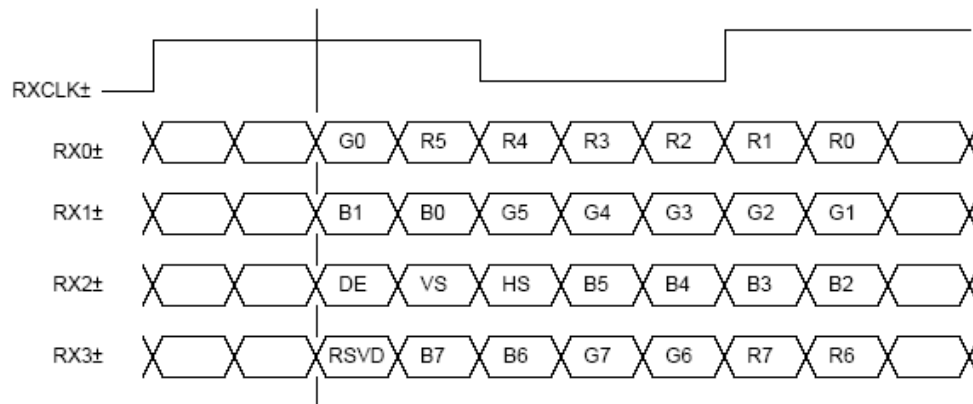 RXCLK±
RX0± G0 R5 R4 R3 R2 R1 R0
RX1± B1 B0 G5 G4 G3 G2 G1
RX2± DE VS HS B5 B4 B3 B2
RX3± RSVD B7 B6 G7 G6 R7 R6